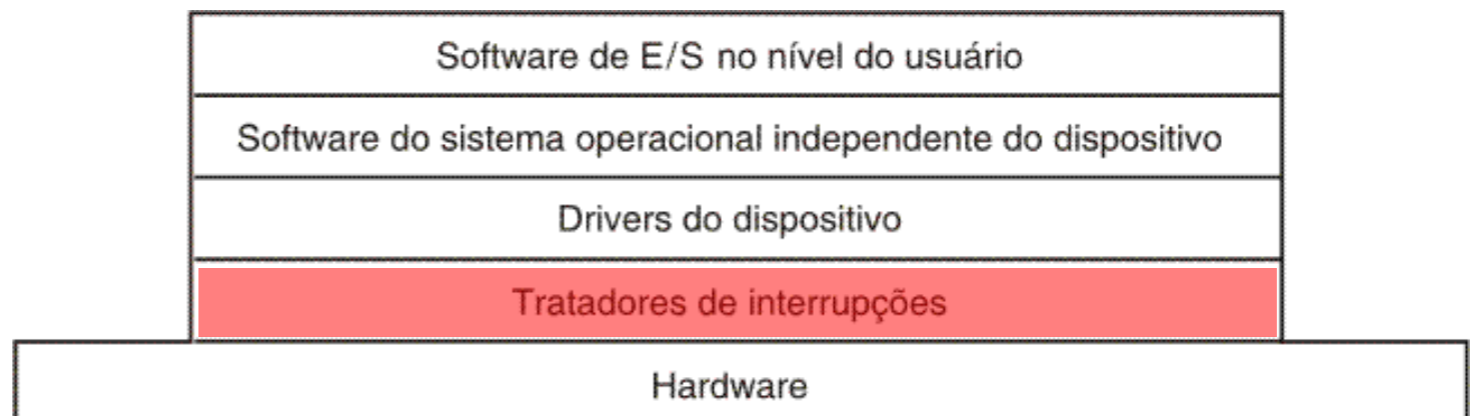 Software de E/S no nível do usuário
Software do sistema operacional independente do dispositivo
Drivers do dispositivo
Tratadores de interrupções
Hardware